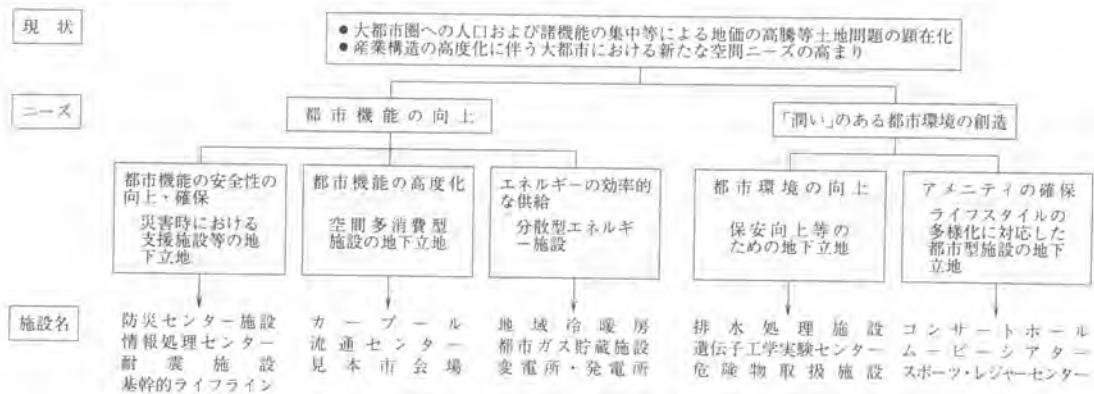 現状
●大都市圏への人口および諸機能の集中等による地価の高騰等土地問題の顕在化
●産業構造の高度化に伴う大都市における新たな空間ニーズの高まり
ニーズ
都市機能の向上
「潤い」のある都市環境の創造
都市機能の安全性の
向上・確保
災害時における
支援施設等の地
下立地
都市機能の高度化
空間多消費型
施設の地下立地
エネルギーの効率的
な供給
分散型エネルギ
ー施設
都市環境の向上
保安向上等の
ための地下立地
アメニティの確保
ライフスタイルの
多様化に対応した
都市型施設の地下
立地
施設名
防災センター施設
情報処理センター
耐震施設
基幹的ライフライン
カープール
流通センター
見本市会場
地域冷暖房
都市ガス貯蔵施設
変電所・発電所
排水処理施設
遺伝子工学実験センター
危険物取扱施設
コンサートホール
ムービーシアター
スポーツ・レジャーセンター